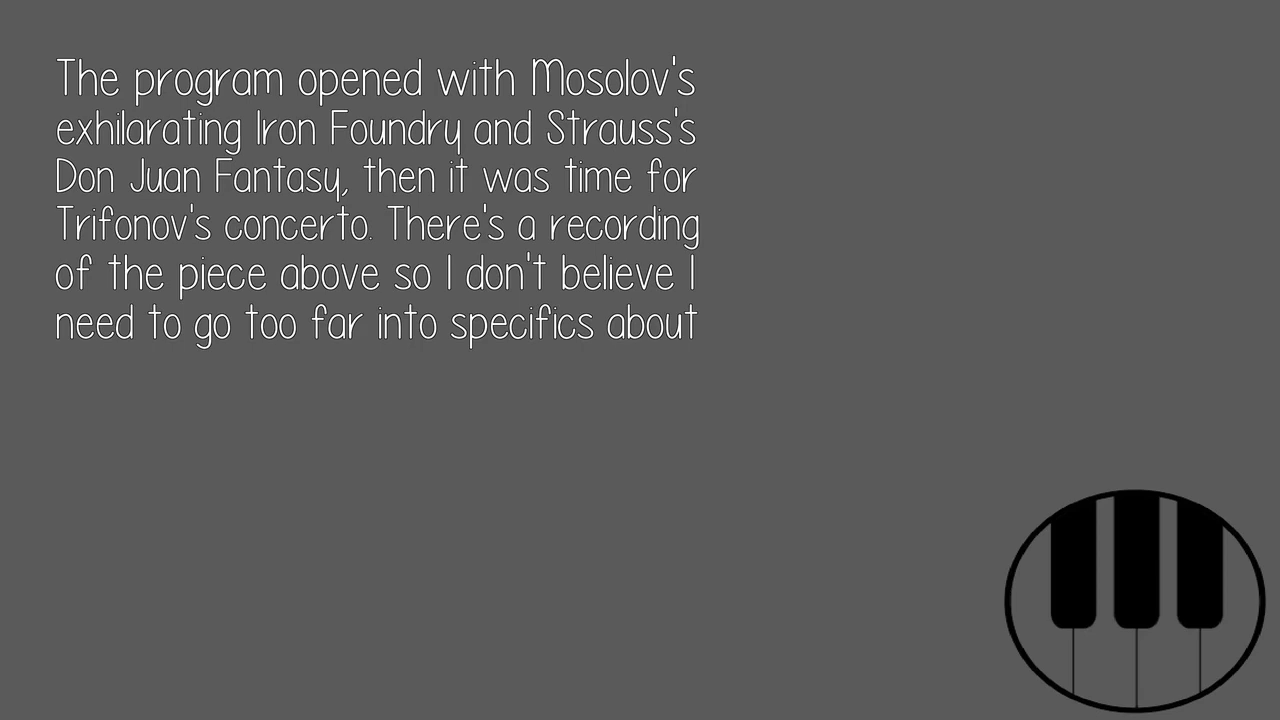 The program opened with Mosolov's
exhilarating Iron Foundry and Strauss's
Don Juan Fantasy, then it was time for
Trifonov's concerto. There's a recording
of the piece above so I don't believe I
need to go too far into specifics about